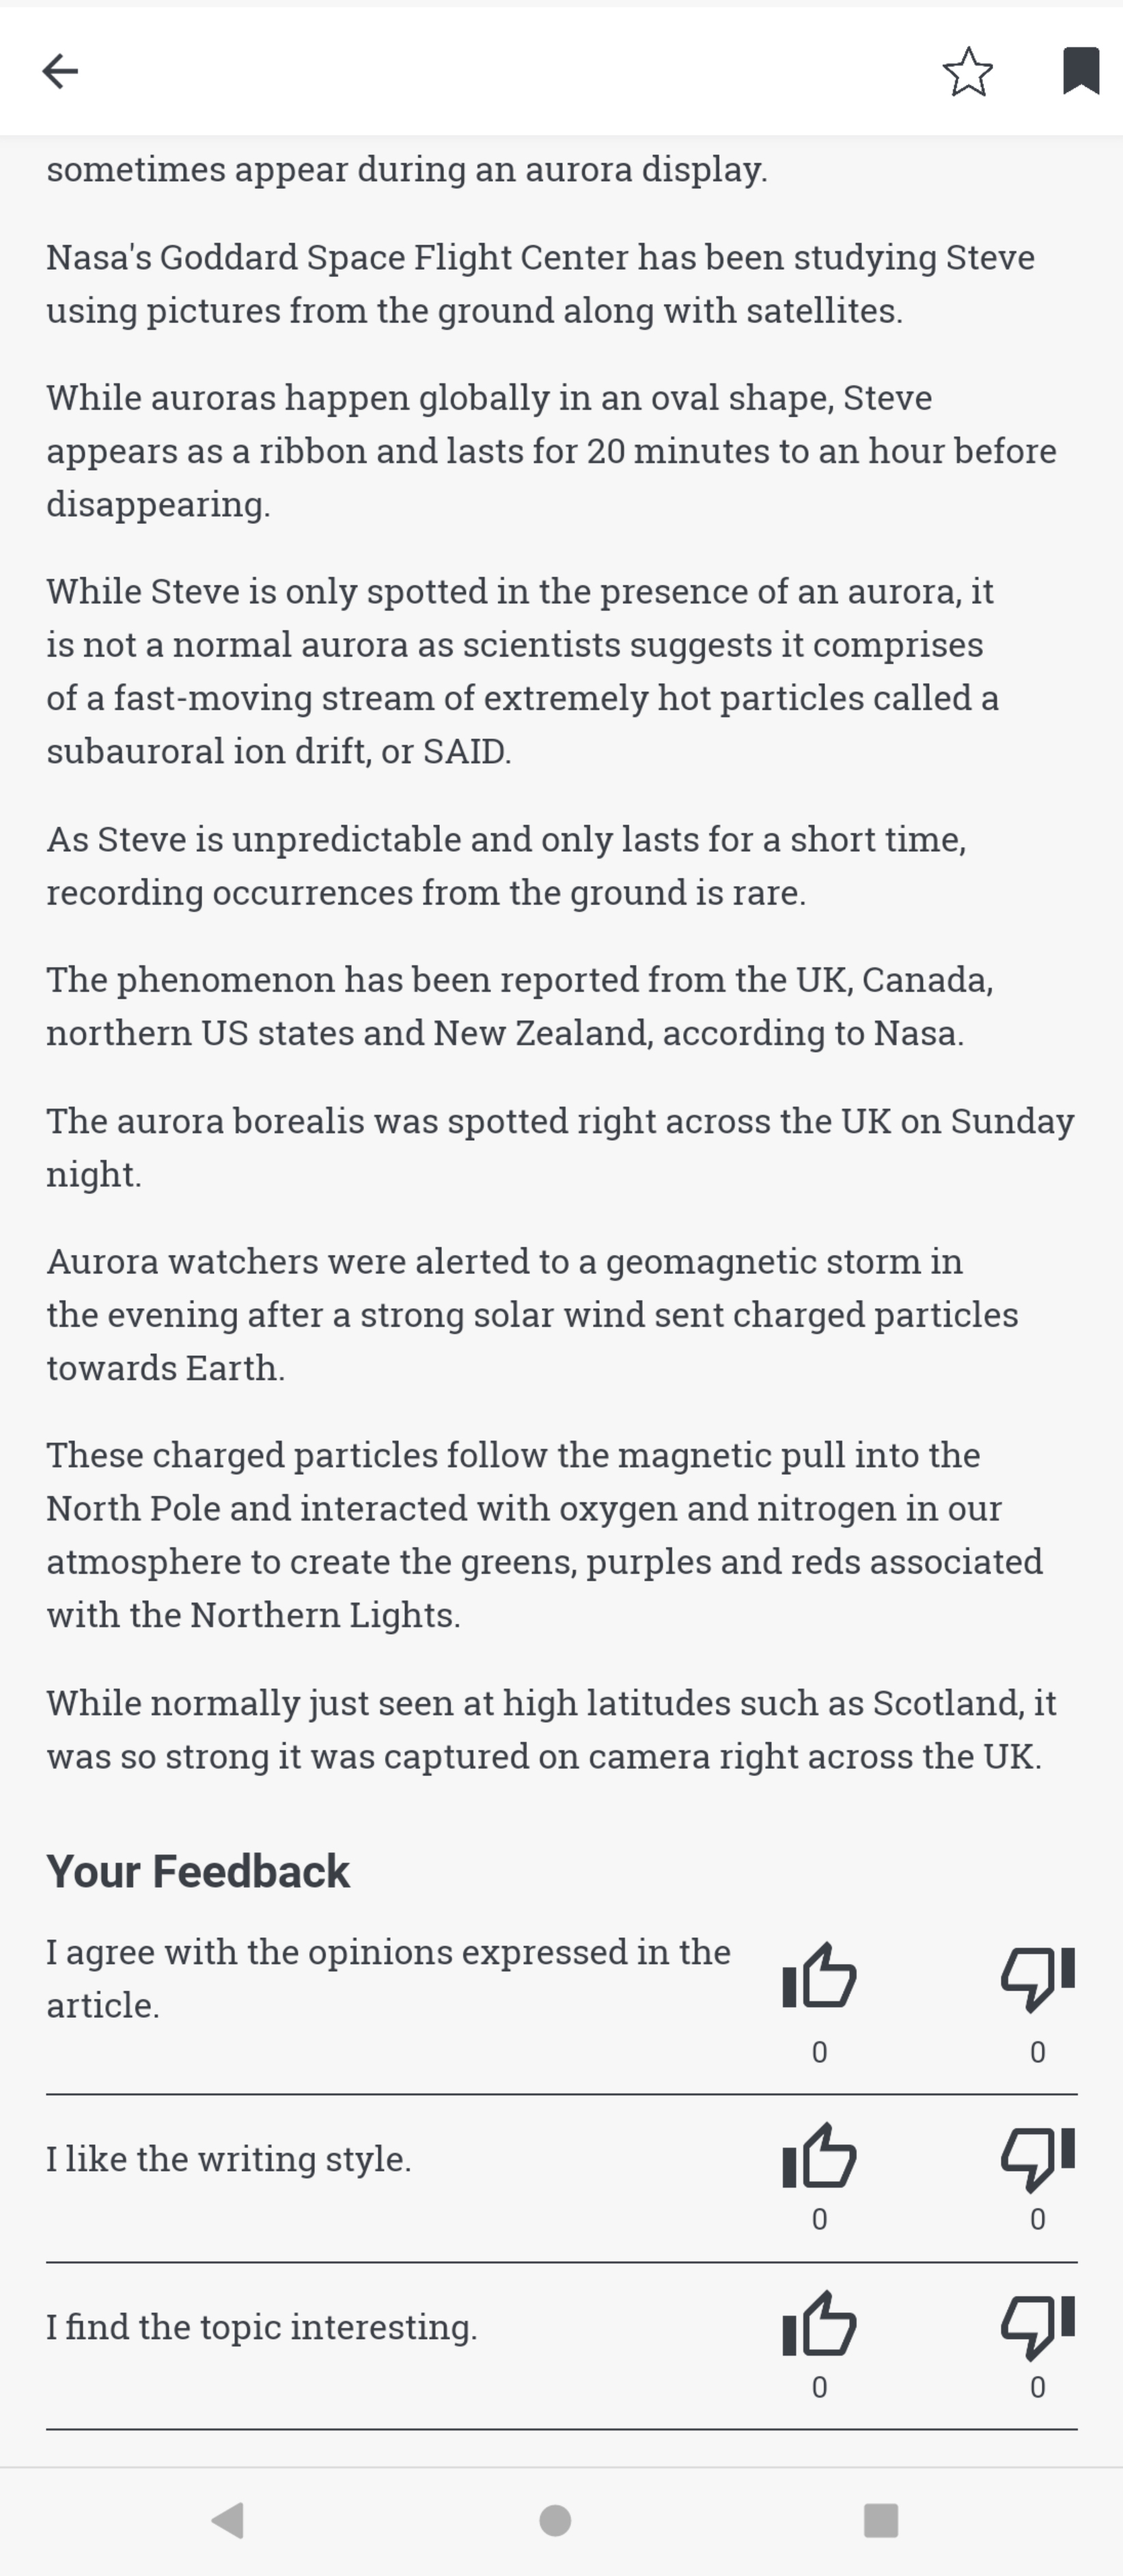 sometimes appear during an aurora display.
Nasa's Goddard Space Flight Center has been studying Steve
using pictures from the ground along with satellites.
While auroras happen globally in an oval shape, Steve
appears as a ribbon and lasts for 20 minutes to an hour before
disappearing.
While Steve is only spotted in the presence of an aurora, it
is not a normal aurora as scientists suggests it comprises
of a fast-moving stream of extremely hot particles called a
subauroral ion drift, or SAID.
As Steve is unpredictable and only lasts for a short time,
recording occurrences from the ground is rare.
The phenomenon has been reported from the UK, Canada,
northern US states and New Zealand, according to Nasa.
The aurora borealis was spotted right across the UK on Sunday
night.
Aurora watchers were alerted to a geomagnetic storm in
the evening after a strong solar wind sent charged particles
towards Earth.
These charged particles follow the magnetic pull into the
North Pole and interacted with oxygen and nitrogen in our
atmosphere to create the greens, purples and reds associated
with the Northern Lights.
While normally just seen at high latitudes such as Scotland, it
was so strong it was captured on camera right across the UK.
Your Feedback
I agree with the opinions expressed in the
article.
0 0
I like the writing style.
0 0
I find the topic interesting.
0 0